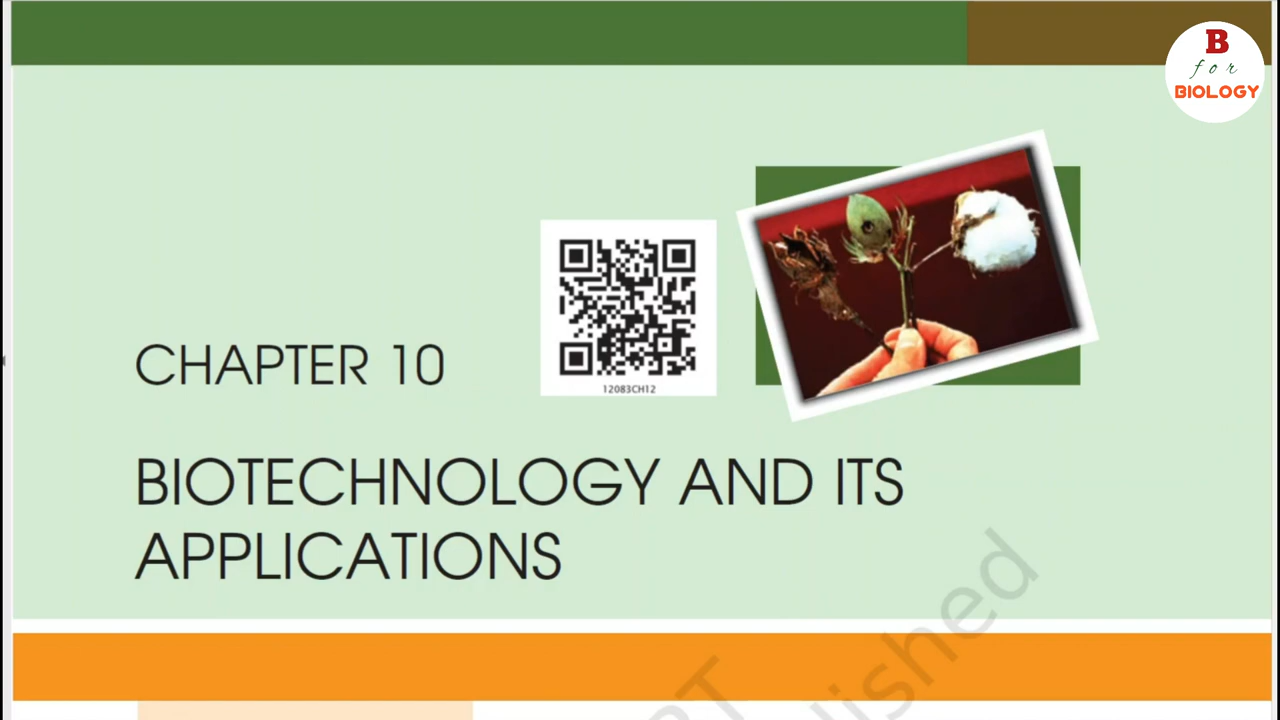 B
for
BIOLOGY
12083CH12
CHAPTER 10
BIOTECHNOLOGY AND ITS
APPLICATIONS